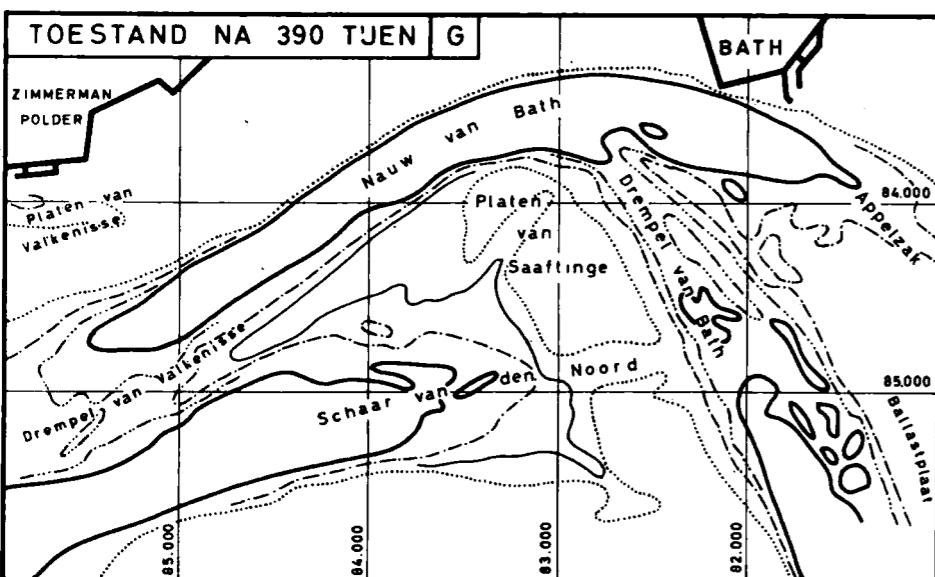 TOESTAND NA 390 TIJEN G
BATH
ZIMMERMAN
POLDER
Nauw van Bath
Platen van
Valkenisse
Platen
van
Saaftinge
Drempel van Bath
84.000
Appelzak
Drempel van Valkenisse
Schaar van den Noord
85.000
Ballastplaat
85.000
84.000
83.000
82.000